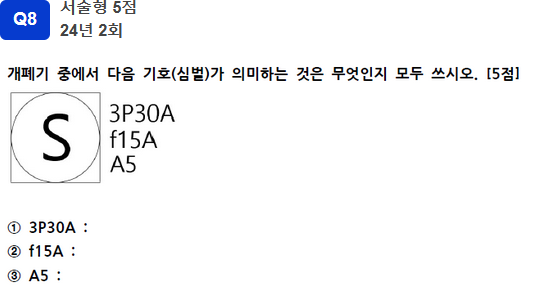 Q8
서술형 5점
24년 2회
개폐기 중에서 다음 기호(심벌)가 의미하는 것은 무엇인지 모두 쓰시오. [5점]
S
3P30A
f15A
A5
① 3P30A :
② f15A :
③ A5 :